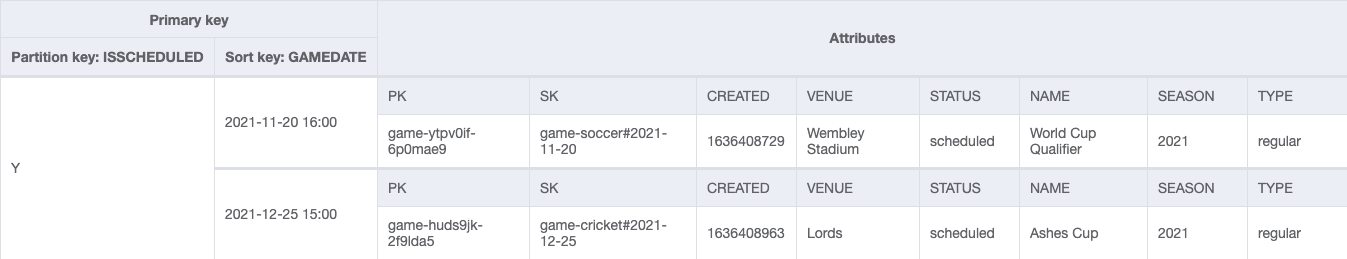 Primary key
Attributes
Partition key: ISSCHEDULED Sort key: GAMEDATE
PK SK CREATED VENUE STATUS NAME SEASON TYPE
2021-11-20 16:00
game-ytpv0if-
6p0mae9
game-soccer#2021-
11-20
1636408729
Wembley
Stadium
scheduled
World Cup
Qualifier
2021
regular
Y
PK SK CREATED VENUE STATUS NAME SEASON TYPE
2021-12-25 15:00
game-huds9jk-
2f9lda5
game-cricket#2021-
12-25
1636408963
Lords
scheduled
Ashes Cup
2021
regular